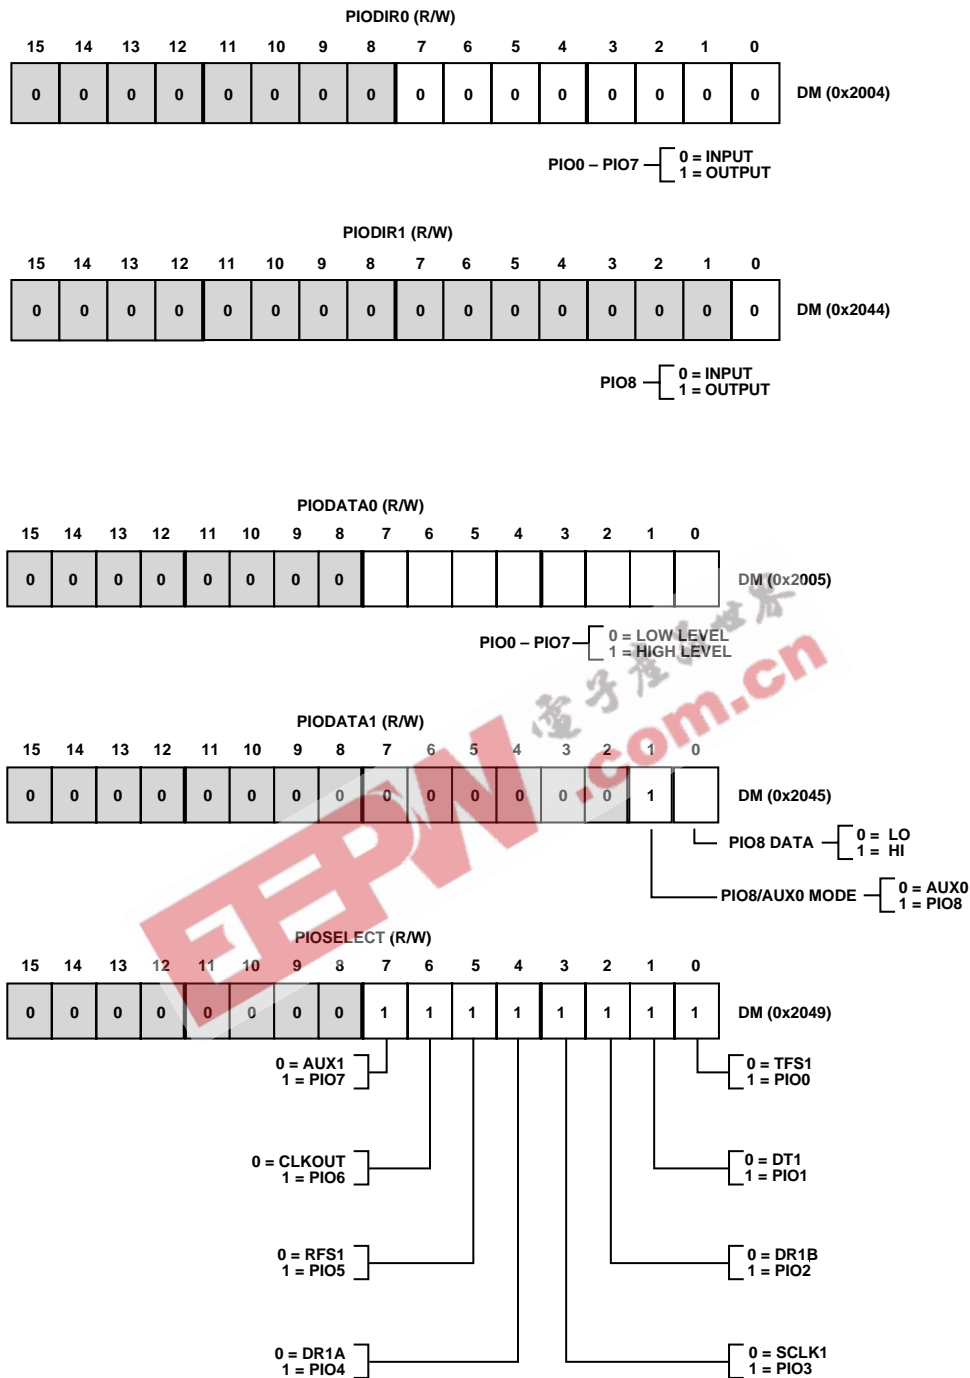 PIODIR0 (R/W)
15 14 13 12 11 10 9 8 7 6 5 4 3 2 1 0
0 0 0 0 0 0 0 0 0 0 0 0 0 0 0 0 DM (0x2004)
PIO0 – PIO7 0 = INPUT
1 = OUTPUT
PIODIR1 (R/W)
15 14 13 12 11 10 9 8 7 6 5 4 3 2 1 0
0 0 0 0 0 0 0 0 0 0 0 0 0 0 0 0 DM (0x2044)
PIO8 0 = INPUT
1 = OUTPUT
PIODATA0 (R/W)
15 14 13 12 11 10 9 8 7 6 5 4 3 2 1 0
0 0 0 0 0 0 0 0 DM (0x2005)
PIO0 – PIO7 0 = LOW LEVEL
1 = HIGH LEVEL
電子產品世界
EEPW.com.cn
PIODATA1 (R/W)
15 14 13 12 11 10 9 8 7 6 5 4 3 2 1 0
0 0 0 0 0 0 0 0 0 0 0 0 0 0 1 DM (0x2045)
PIO8 DATA 0 = LO
1 = HI
PIO8/AUX0 MODE 0 = AUX0
1 = PIO8
PIOSELECT (R/W)
15 14 13 12 11 10 9 8 7 6 5 4 3 2 1 0
0 0 0 0 0 0 0 0 1 1 1 1 1 1 1 1 DM (0x2049)
0 = AUX1 0 = TFS1
1 = PIO7 1 = PIO0
0 = CLKOUT 0 = DT1
1 = PIO6 1 = PIO1
0 = RFS1 0 = DR1B
1 = PIO5 1 = PIO2
0 = DR1A 0 = SCLK1
1 = PIO4 1 = PIO3